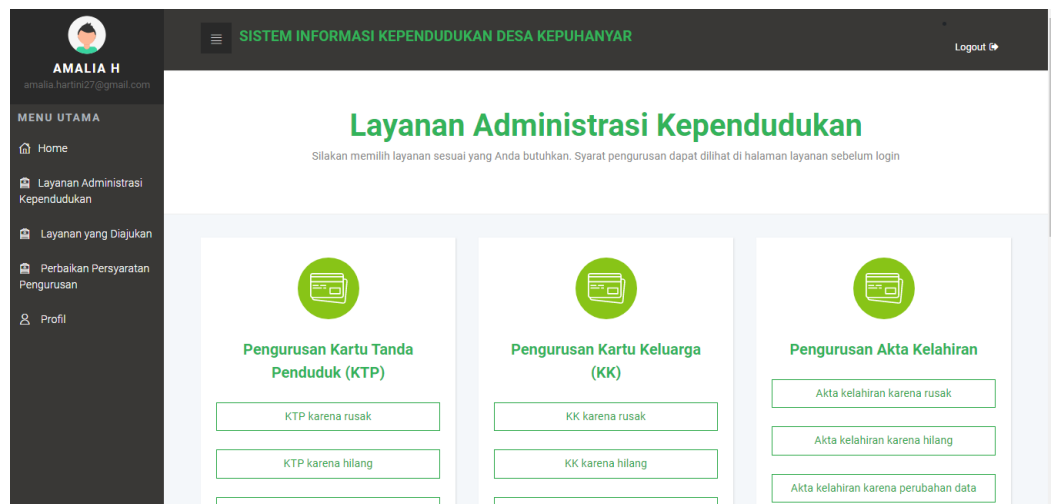 AMALIA H
amalia.hartini27@gmail.com
MENU UTAMA
Home
Layanan Administrasi
Kependudukan
Layanan yang Diajukan
Perbaikan Persyaratan
Pengurusan
Profil
SISTEM INFORMASI KEPENDUDUKAN DESA KEPUHANYAR
Logout
Layanan Administrasi Kependudukan
Silakan memilih layanan sesuai yang Anda butuhkan. Syarat pengurusan dapat dilihat di halaman layanan sebelum login
Pengurusan Kartu Tanda
Penduduk (KTP)
KTP karena rusak
KTP karena hilang
Pengurusan Kartu Keluarga
(KK)
KK karena rusak
KK karena hilang
Pengurusan Akta Kelahiran
Akta kelahiran karena rusak
Akta kelahiran karena hilang
Akta kelahiran karena perubahan data